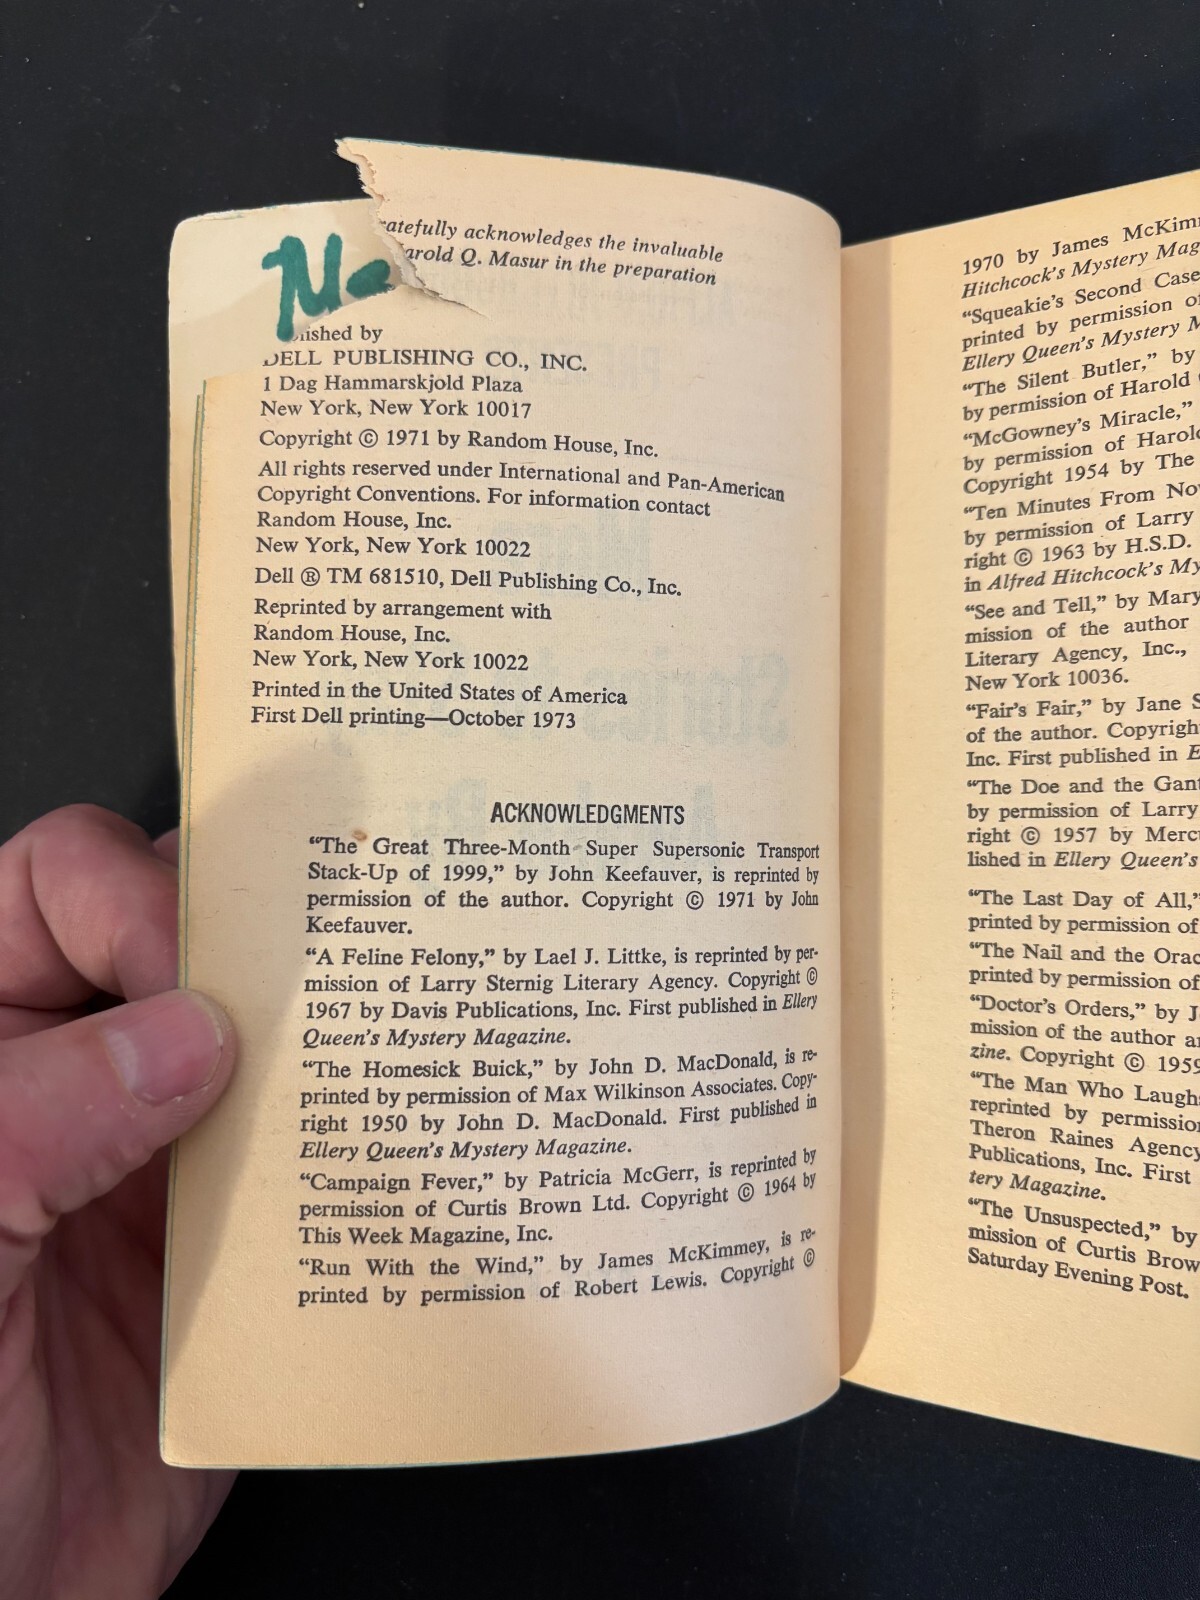 atefully acknowledges the invaluable
arold Q. Masur in the preparation
ished by
DELL PUBLISHING CO., INC.
1 Dag Hammarskjold Plaza
New York, New York 10017
Copyright © 1971 by Random House, Inc.
All rights reserved under International and Pan-American
Copyright Conventions. For information contact
Random House, Inc.
New York, New York 10022
Dell ® TM 681510, Dell Publishing Co., Inc.
Reprinted by arrangement with
Random House, Inc.
New York, New York 10022
Printed in the United States of America
First Dell printing—October 1973
ACKNOWLEDGMENTS
“The Great Three-Month Super Supersonic Transport
Stack-Up of 1999,” by John Keefauver, is reprinted by
permission of the author. Copyright © 1971 by John
Keefauver.
“A Feline Felony,” by Lael J. Littke, is reprinted by per-
mission of Larry Sternig Literary Agency. Copyright ©
1967 by Davis Publications, Inc. First published in Ellery
Queen’s Mystery Magazine.
“The Homesick Buick,” by John D. MacDonald, is re-
printed by permission of Max Wilkinson Associates. Copy-
right 1950 by John D. MacDonald. First published in
Ellery Queen’s Mystery Magazine.
“Campaign Fever,” by Patricia McGerr, is reprinted by
permission of Curtis Brown Ltd. Copyright © 1964 by
This Week Magazine, Inc.
“Run With the Wind,” by James McKimmey, is re-
printed by permission of Robert Lewis. Copyright ©
1970 by James McKimm
Hitchcock’s Mystery Mag
“Squeakie’s Second Case
printed by permission o
Ellery Queen’s Mystery M
“The Silent Butler,” by
by permission of Harold
“McGowney’s Miracle,”
by permission of Harol
Copyright 1954 by The
“Ten Minutes From No
by permission of Larry
right © 1963 by H.S.D.
in Alfred Hitchcock’s My
“See and Tell,” by Mary
mission of the author
Literary Agency, Inc.,
New York 10036.
“Fair’s Fair,” by Jane S
of the author. Copyrigh
Inc. First published in E
“The Doe and the Gant
by permission of Larry
right © 1957 by Merc
lished in Ellery Queen’s
“The Last Day of All,”
printed by permission of
“The Nail and the Orac
printed by permission of
“Doctor’s Orders,” by J
mission of the author a
zine. Copyright © 1959
“The Man Who Laugh
reprinted by permissio
Theron Raines Agency
Publications, Inc. First
tery Magazine.
“The Unsuspected,” by
mission of Curtis Brow
Saturday Evening Post.